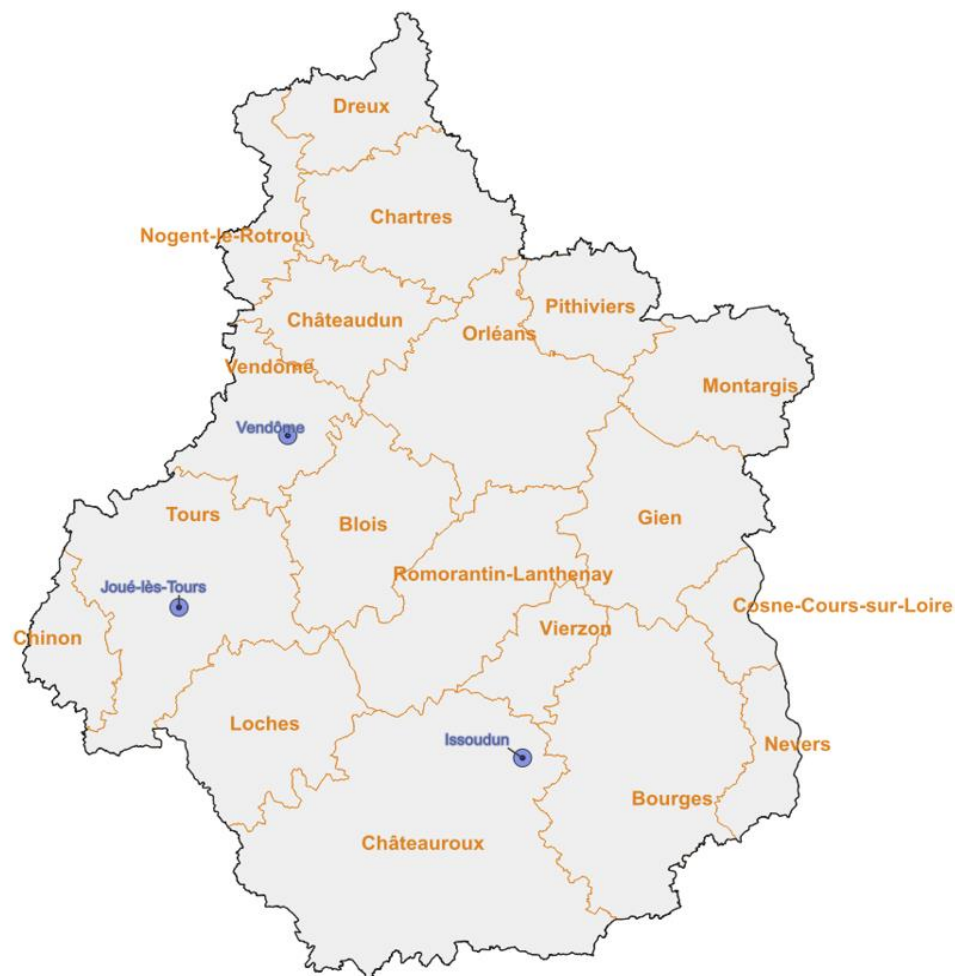 Dreux
Chartres
Nogent-le-Rotrou
Pithiviers
Châteaudun
Orléans
Vendôme
Montargis
Vendôme
Tours
Blois
Gien
Romorantin-Lanthenay
Joué-lès-Tours
Cosne-Cours-sur-Loire
Chinon
Vierzon
Loches
Issoudun
Nevers
Bourges
Châteauroux